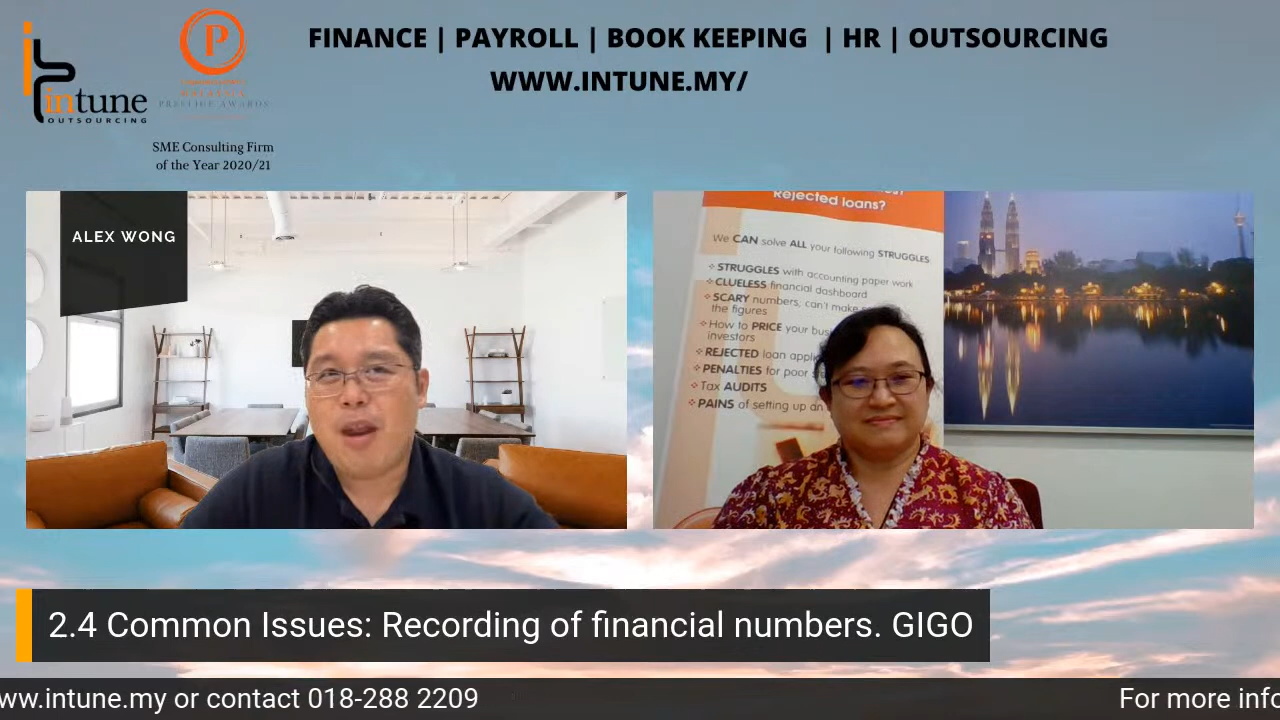 FINANCE | PAYROLL | BOOK KEEPING | HR | OUTSOURCING
WWW.INTUNE.MY/
intune
OUTSOURCING
P
MALAYSIA
PRESTIGE AWARDS
SME Consulting Firm
of the Year 2020/21
ALEX WONG
Rejected loans?
We CAN solve ALL your following STRUGGLES
STRUGGLES with accounting paper work
CLUELESS financial dashboard
SCARY numbers, can't make
the figures
How to PRICE your
investors
REJECTED loan
PENALTIES for poor
Tax AUDITS
PAINS of setting up an
2.4 Common Issues: Recording of financial numbers. GIGO
ww.intune.my or contact 018-288 2209
For more info